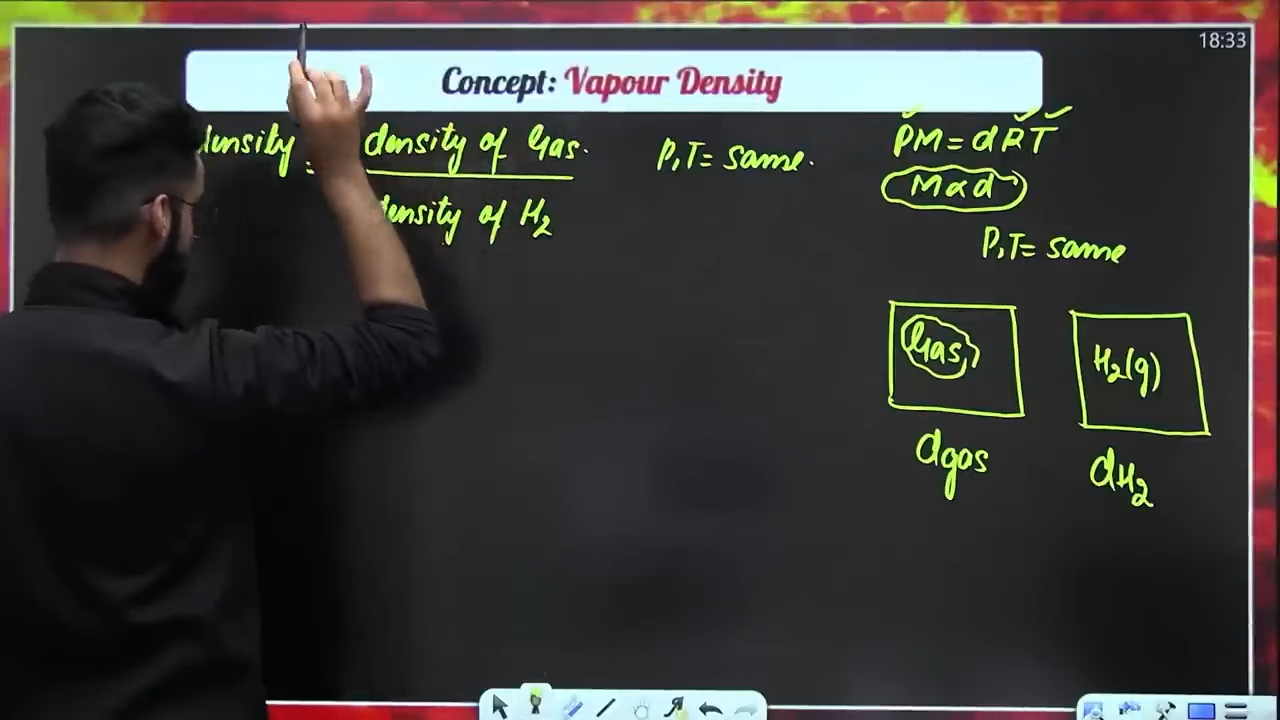 18:33
Concept: Vapour Density
density = density of Gas.
density of H2
P,T= same.
PM = dRT
M α d
P,T= same
Gas,
H2(g)
dgas
dH2